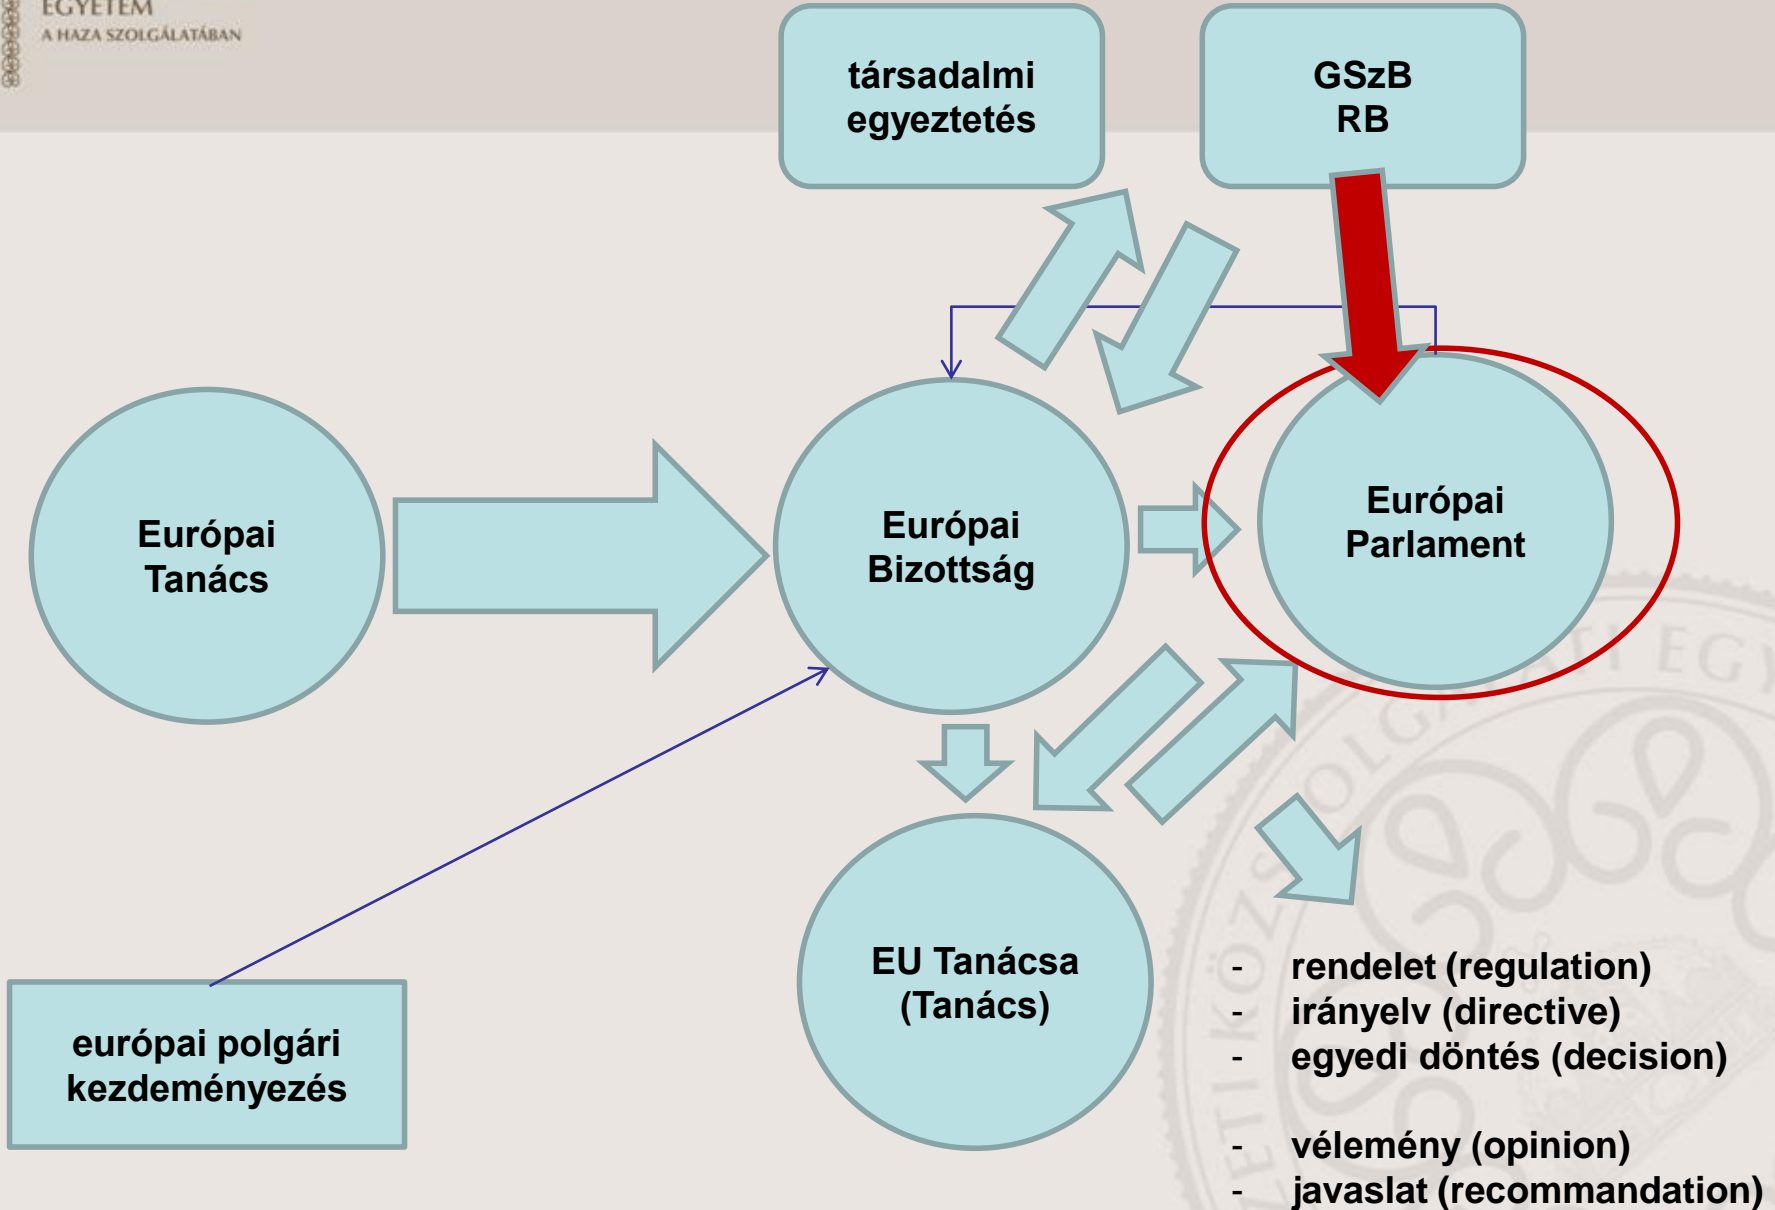 EGYETEM
A HAZA SZOLGÁLATÁBAN
társadalmi
egyeztetés
GSzB
RB
Európai
Tanács
Európai
Bizottság
Európai
Parlament
EU Tanácsa
(Tanács)
európai polgári
kezdeményezés
- rendelet (regulation)
- irányelv (directive)
- egyedi döntés (decision)
- vélemény (opinion)
- javaslat (recommandation)